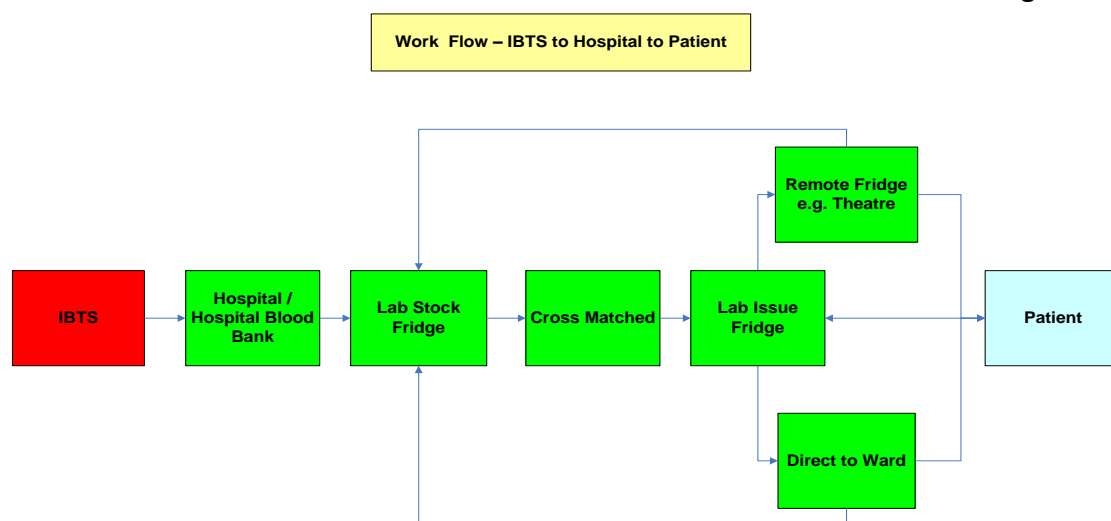 Work Flow – IBTS to Hospital to Patient
Remote Fridge
e.g. Theatre
IBTS
Hospital /
Hospital Blood
Bank
Lab Stock
Fridge
Cross Matched
Lab Issue
Fridge
Patient
Direct to Ward